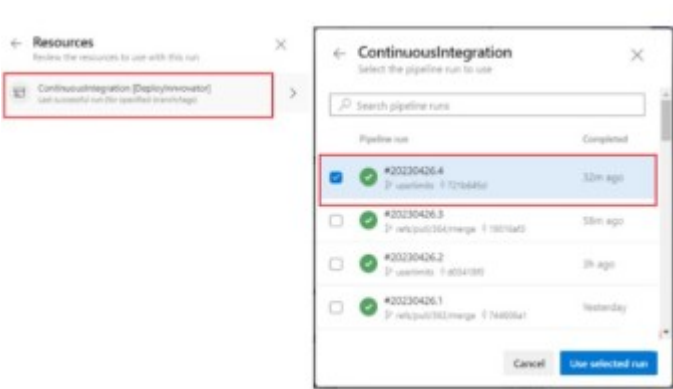 Resources
Review the resources to use with this run
ContinuousIntegration [DeployInnovator]
Last successful run (for specified branch/tags)
ContinuousIntegration
Select the pipeline run to use
Search pipeline runs
Pipeline run Completed
#20230426.4
32m ago
#20230426.3
58m ago
#20230426.2
3h ago
#20230426.1
Yesterday
Cancel Use selected run